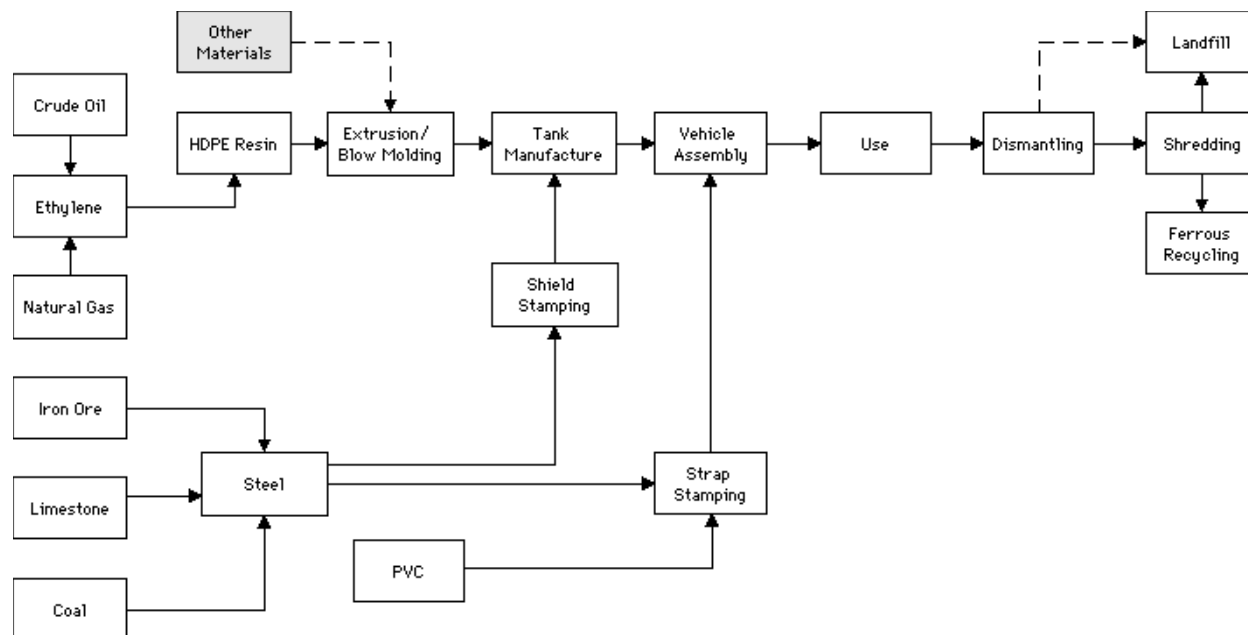 Other
Materials
Landfill
Crude Oil
HDPE Resin
Extrusion/
Blow Molding
Tank
Manufacture
Vehicle
Assembly
Use
Dismantling
Shredding
Ethylene
Ferrous
Recycling
Natural Gas
Shield
Stamping
Iron Ore
Steel
Strap
Stamping
Limestone
PVC
Coal